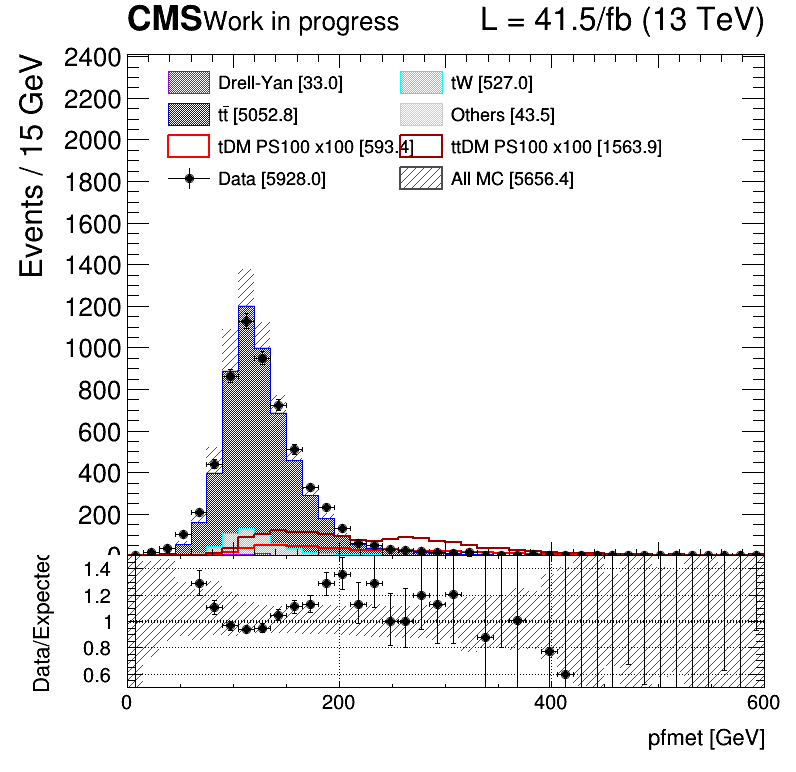 CMS Work in progress L = 41.5/fb (13 TeV)
Events / 15 GeV
2400
2200
2000
1800
1600
1400
1200
1000
800
600
400
200
0
Drell-Yan [33.0] tW [527.0]
tt̄ [5052.8] Others [43.5]
tDM PS100 x100 [593.4] ttDM PS100 x100 [1563.9]
Data [5928.0] All MC [5656.4]
Data/Expected
1.4
1.2
1
0.8
0.6
0 200 400 600
pfmet [GeV]